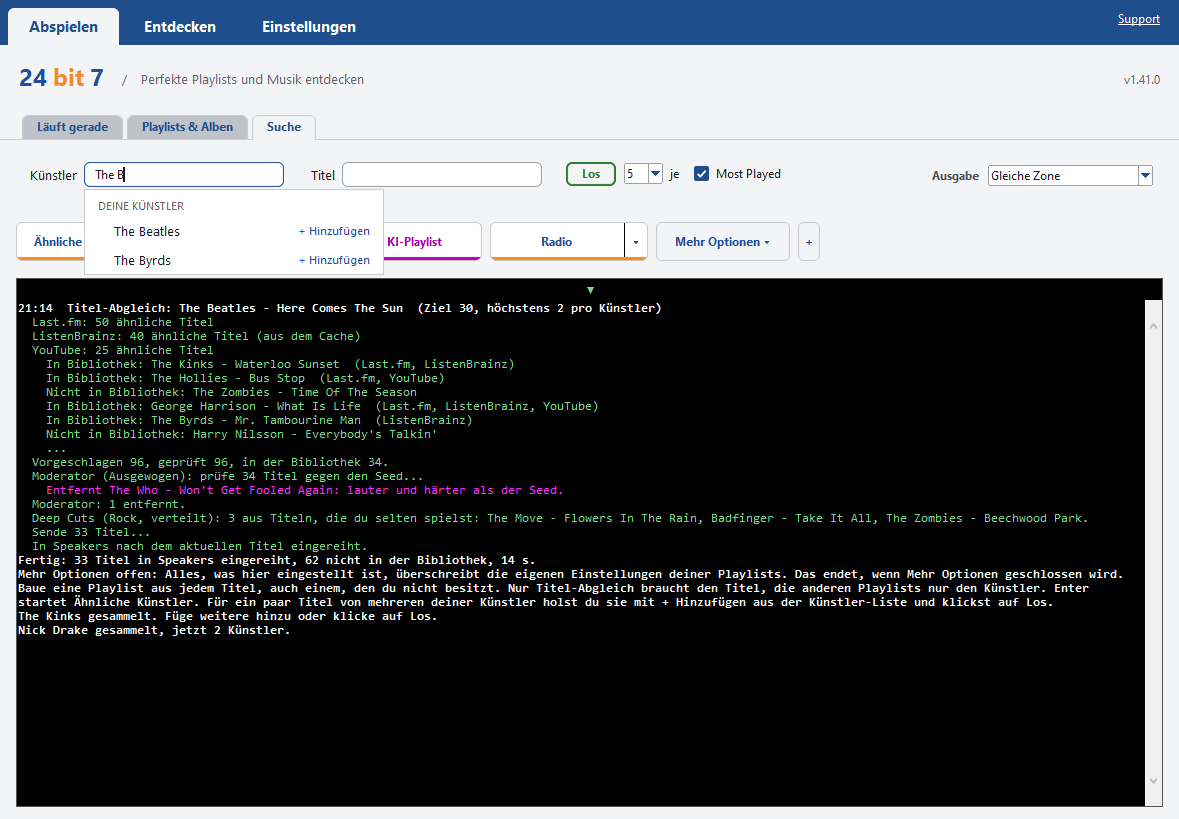 Abspielen
Entdecken
Einstellungen
Support
24 bit 7 / Perfekte Playlists und Musik entdecken
v1.41.0
Läuft gerade
Playlists & Alben
Suche
Künstler
The B
Titel
Los
5
je
Most Played
Ausgabe
Gleiche Zone
DEINE KÜNSTLER
The Beatles + Hinzufügen
The Byrds + Hinzufügen
Ähnliche
KI-Playlist
Radio
Mehr Optionen
+
21:14  Titel-Abgleich: The Beatles - Here Comes The Sun  (Ziel 30, höchstens 2 pro Künstler)
Last.fm: 50 ähnliche Titel
ListenBrainz: 40 ähnliche Titel (aus dem Cache)
YouTube: 25 ähnliche Titel
In Bibliothek: The Kinks - Waterloo Sunset  (Last.fm, ListenBrainz)
In Bibliothek: The Hollies - Bus Stop  (Last.fm, YouTube)
Nicht in Bibliothek: The Zombies - Time Of The Season
In Bibliothek: George Harrison - What Is Life  (Last.fm, ListenBrainz, YouTube)
In Bibliothek: The Byrds - Mr. Tambourine Man  (ListenBrainz)
Nicht in Bibliothek: Harry Nilsson - Everybody's Talkin'
...
Vorgeschlagen 96, geprüft 96, in der Bibliothek 34.
Moderator (Ausgewogen): prüfe 34 Titel gegen den Seed...
Entfernt The Who - Won't Get Fooled Again: lauter und härter als der Seed.
Moderator: 1 entfernt.
Deep Cuts (Rock, verteilt): 3 aus Titeln, die du selten spielst: The Move - Flowers In The Rain, Badfinger - Take It All, The Zombies - Beechwood Park.
Sende 33 Titel...
In Speakers nach dem aktuellen Titel eingereiht.
Fertig: 33 Titel in Speakers eingereiht, 62 nicht in der Bibliothek, 14 s.
Mehr Optionen offen: Alles, was hier eingestellt ist, überschreibt die eigenen Einstellungen deiner Playlists. Das endet, wenn Mehr Optionen geschlossen wird.
Baue eine Playlist aus jedem Titel, auch einem, den du nicht besitzt. Nur Titel-Abgleich braucht den Titel, die anderen Playlists nur den Künstler. Enter
startet Ähnliche Künstler. Für ein paar Titel von mehreren deiner Künstler holst du sie mit + Hinzufügen aus der Künstler-Liste und klickst auf Los.
The Kinks gesammelt. Füge weitere hinzu oder klicke auf Los.
Nick Drake gesammelt, jetzt 2 Künstler.